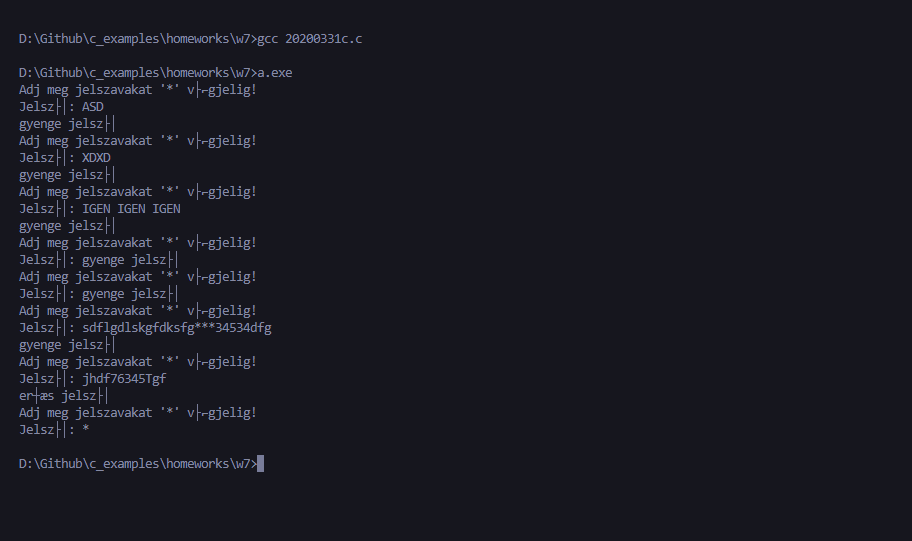 D:\Github\c_examples\homeworks\w7>gcc 20200331c.c
D:\Github\c_examples\homeworks\w7>a.exe
Adj meg jelszavakat '*' v├⌐gjelig!
Jelsz├│: ASD
gyenge jelsz├│
Adj meg jelszavakat '*' v├⌐gjelig!
Jelsz├│: XDXD
gyenge jelsz├│
Adj meg jelszavakat '*' v├⌐gjelig!
Jelsz├│: IGEN IGEN IGEN
gyenge jelsz├│
Adj meg jelszavakat '*' v├⌐gjelig!
Jelsz├│: gyenge jelsz├│
Adj meg jelszavakat '*' v├⌐gjelig!
Jelsz├│: gyenge jelsz├│
Adj meg jelszavakat '*' v├⌐gjelig!
Jelsz├│: sdflgdlskgfdksfg***34534dfg
gyenge jelsz├│
Adj meg jelszavakat '*' v├⌐gjelig!
Jelsz├│: jhdf76345Tgf
er┼æs jelsz├│
Adj meg jelszavakat '*' v├⌐gjelig!
Jelsz├│: *
D:\Github\c_examples\homeworks\w7>